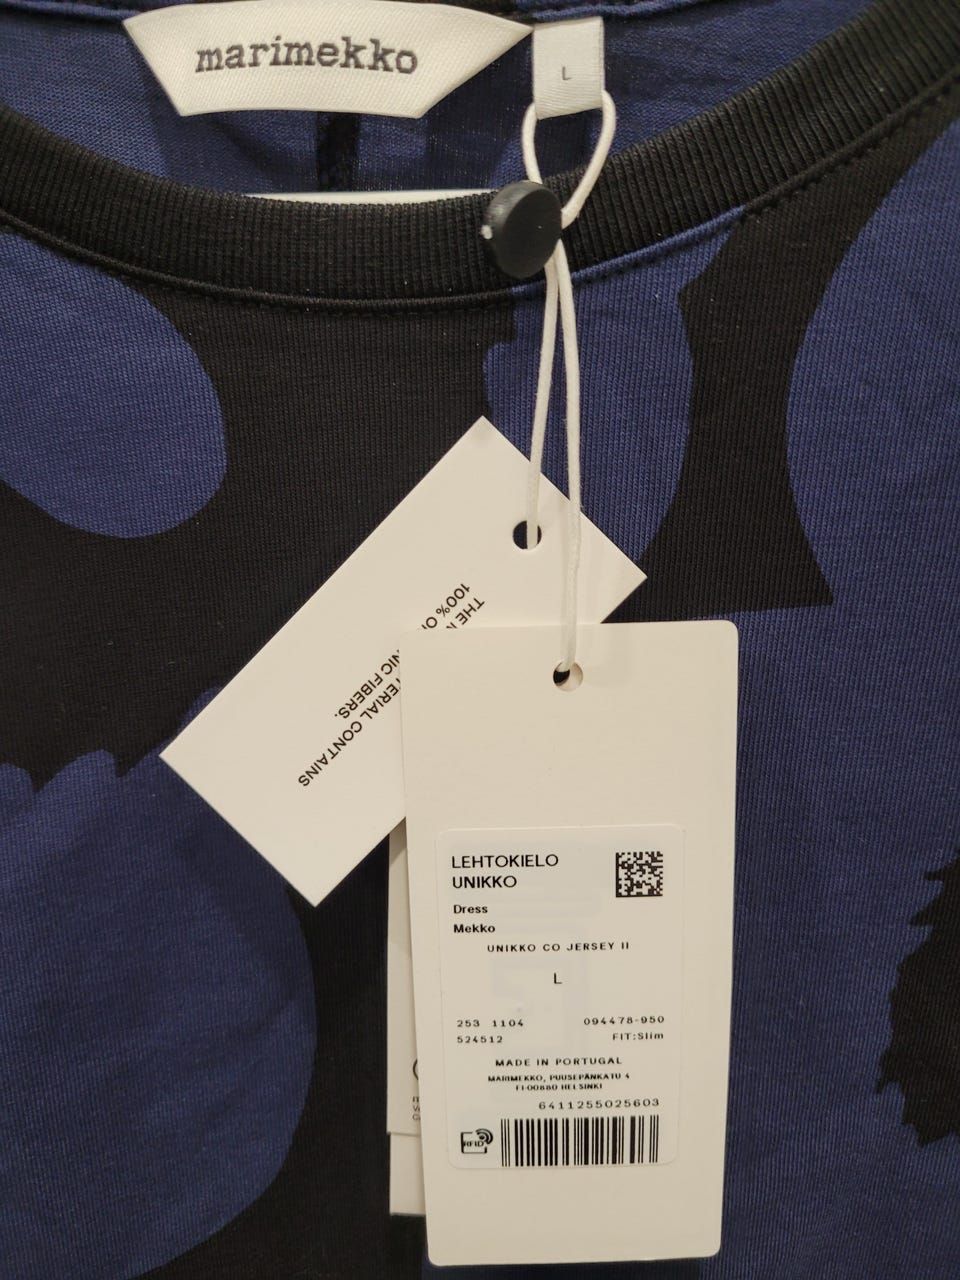 marimekko
L
THE M
TERIAL CONTAINS
100% O
NIC FIBERS.
LEHTOKIELO
UNIKKO
Dress
Mekko
UNIKKO CO JERSEY II
L
253 1104 094478-950
524512 FIT:Slim
MADE IN PORTUGAL
MARIMEKKO, PUUSEPÄNKATU 4
FI-00880 HELSINKI
6411255025603
RFID